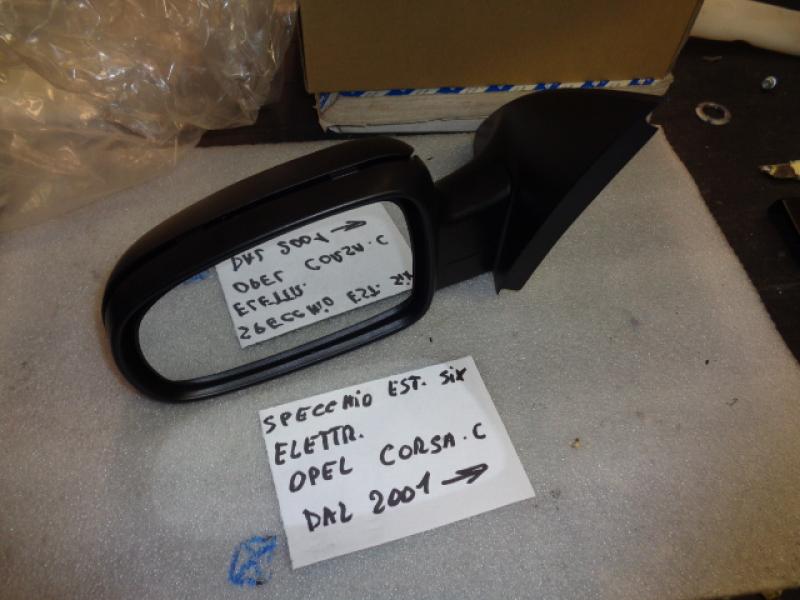 SPECCHIO EST. SIX
ELETTR.
OPEL CORSA.C
DAL 2001 →